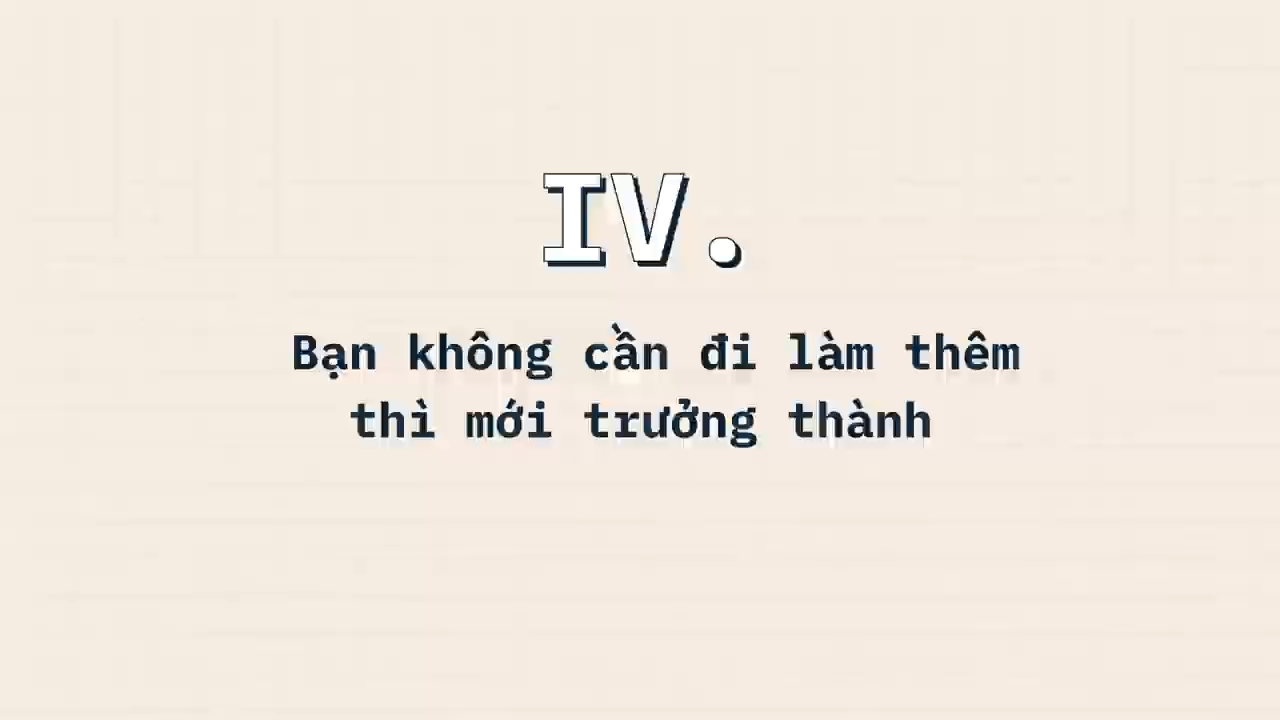 IV.
Bạn không cần đi làm thêm
thì mới trưởng thành